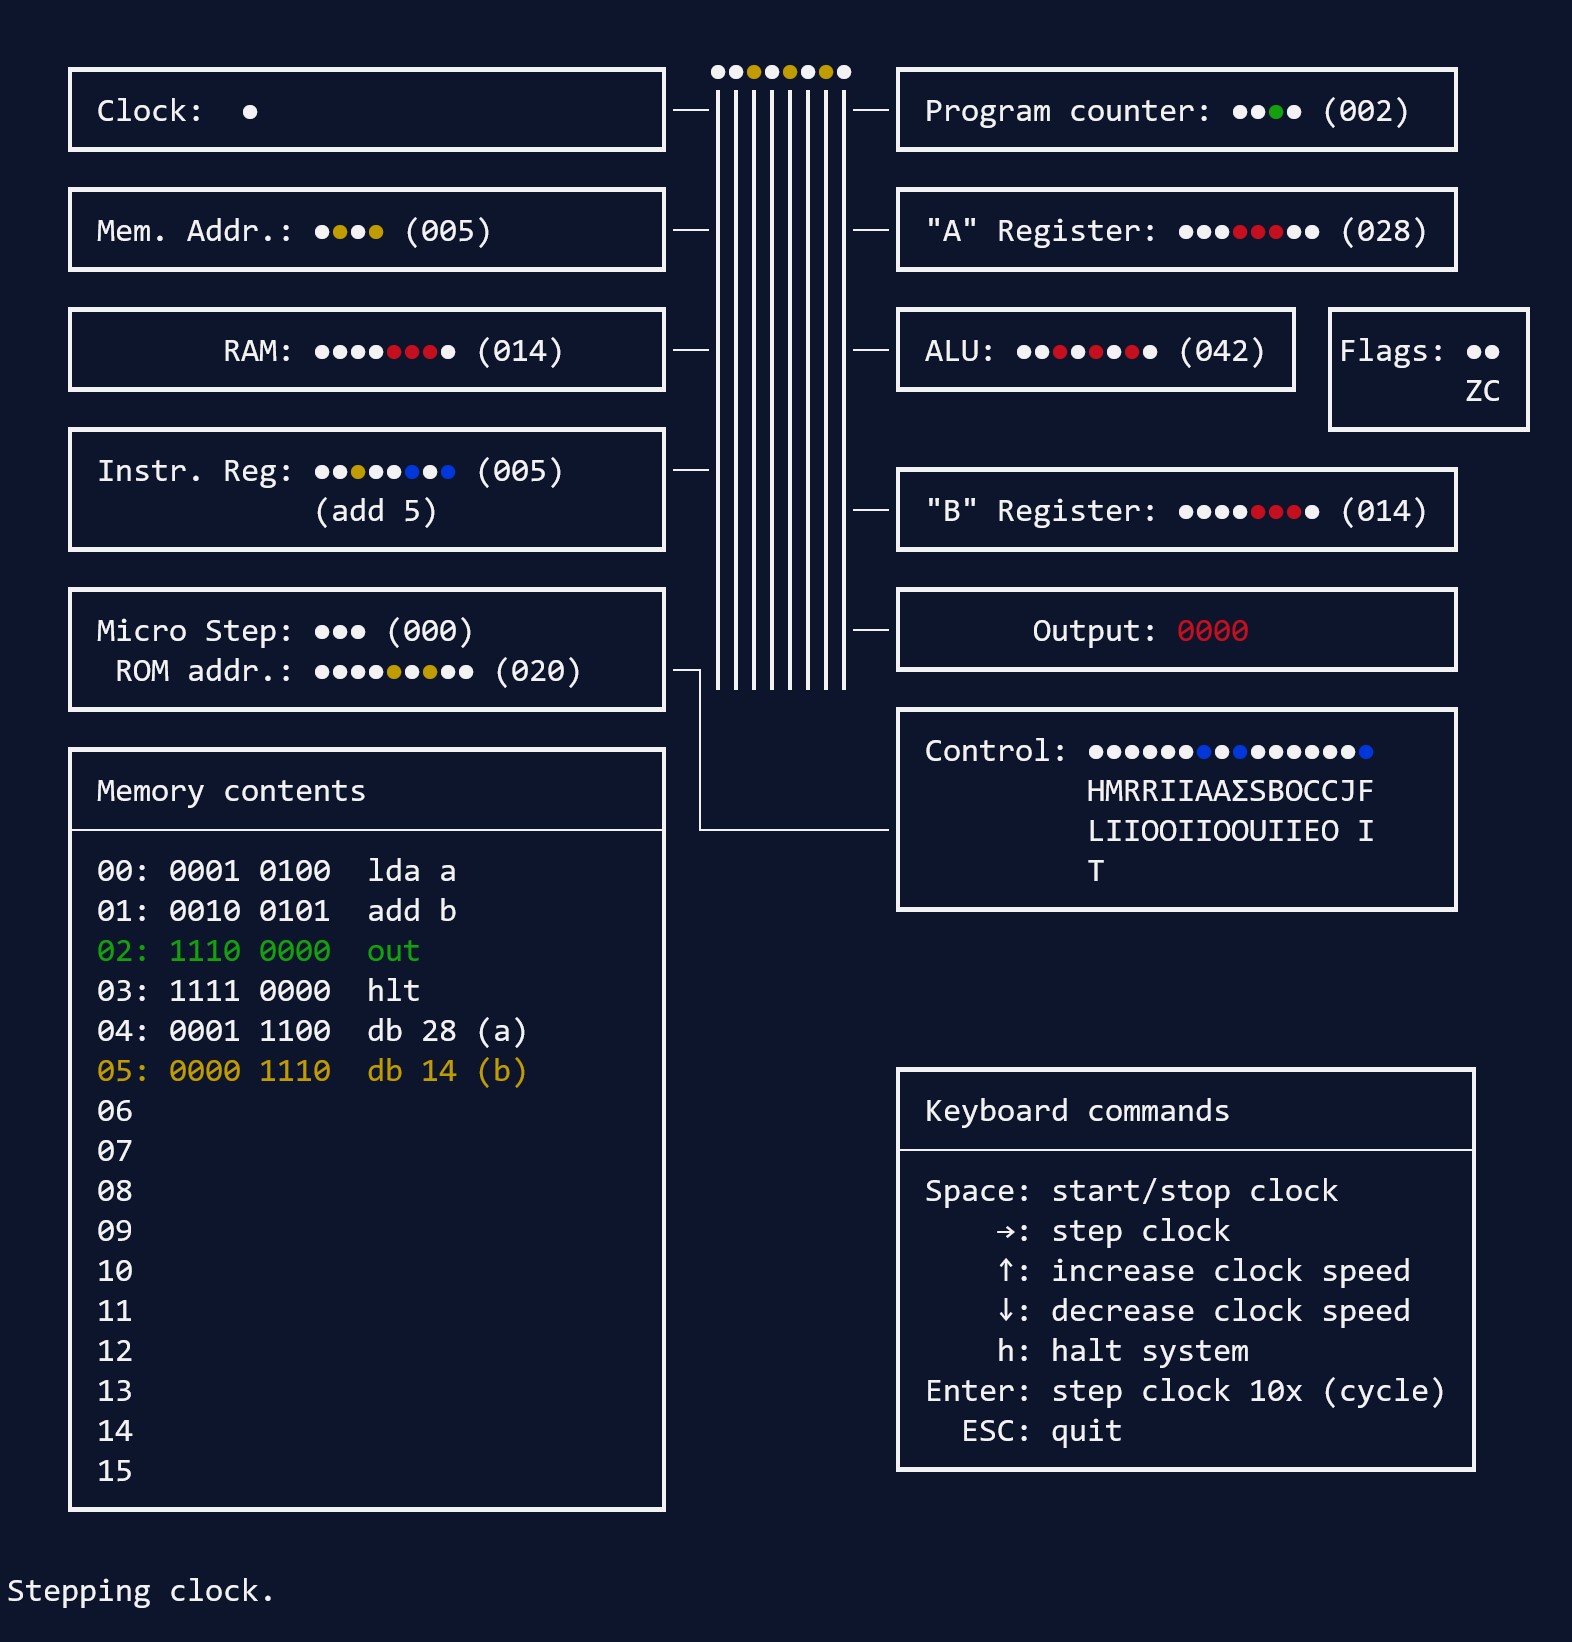 Clock:
Program counter: (002)
Mem. Addr.: (005)
"A" Register: (028)
RAM: (014)
ALU: (042)
Flags:
ZC
Instr. Reg: (005)
(add 5)
"B" Register: (014)
Micro Step: (000)
ROM addr.: (020)
Output: 0000
Control:
HMRRIIAAΣSBOCCJF
LIIOOIIOOUIIEO I
T
Memory contents
00: 0001 0100 lda a
01: 0010 0101 add b
02: 1110 0000 out
03: 1111 0000 hlt
04: 0001 1100 db 28 (a)
05: 0000 1110 db 14 (b)
06
07
08
09
10
11
12
13
14
15
Keyboard commands
Space: start/stop clock
→: step clock
↑: increase clock speed
↓: decrease clock speed
h: halt system
Enter: step clock 10x (cycle)
ESC: quit
Stepping clock.